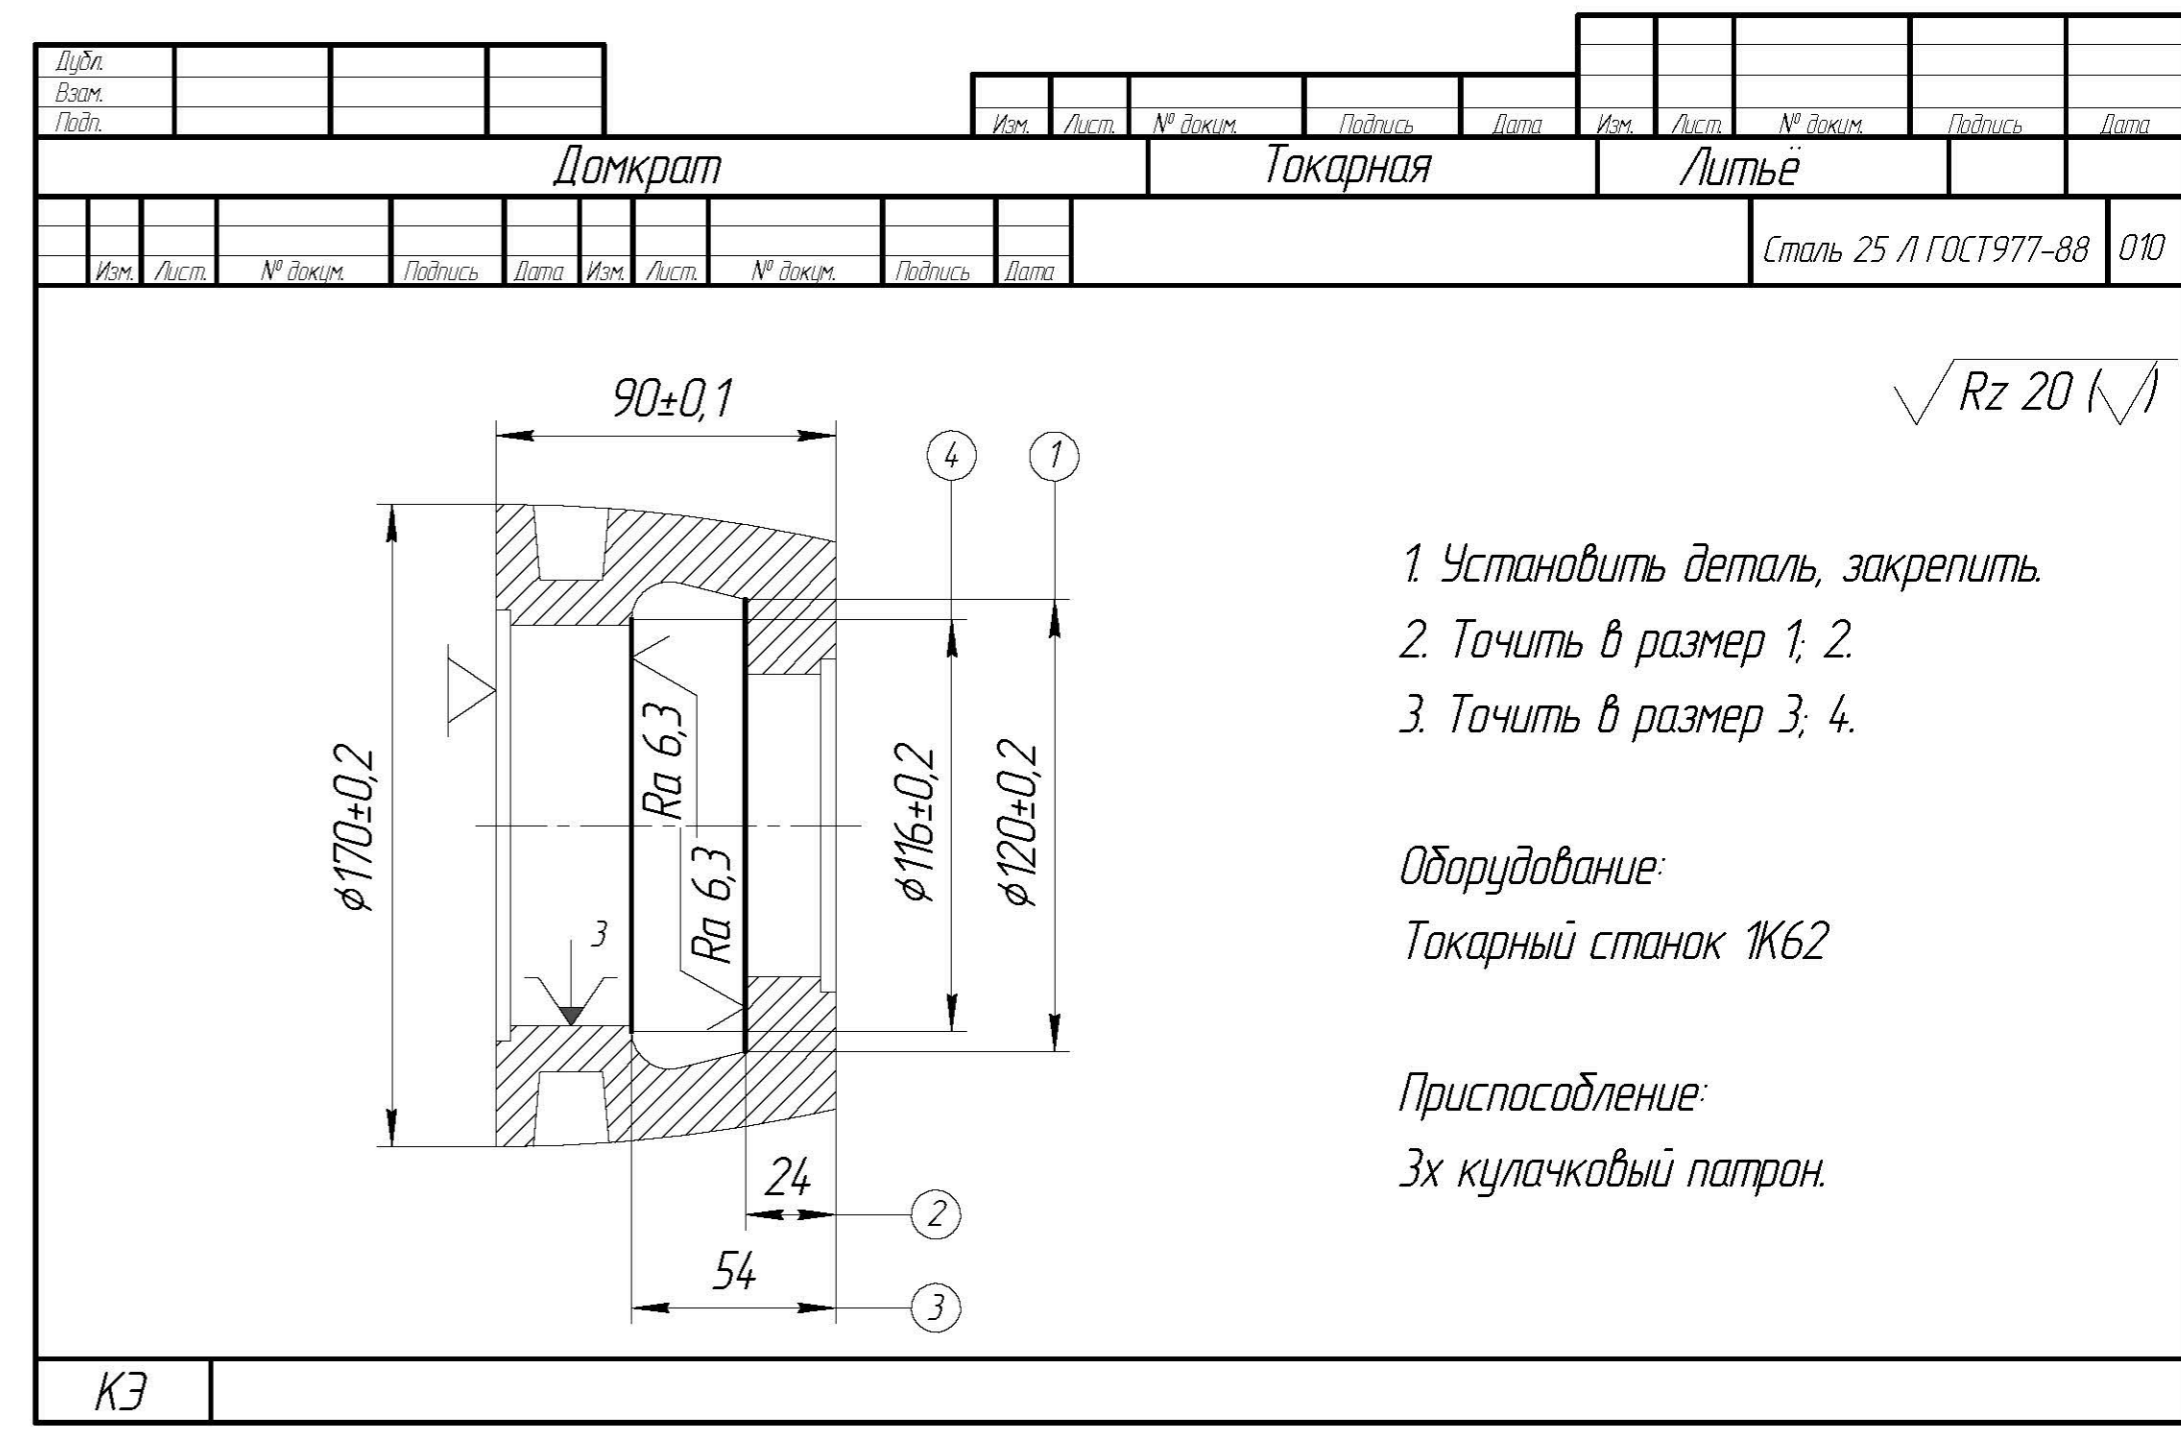 Дубл.
Взам.
Подп.
Изм. Лист. № докум. Подпись Дата Изм. Лист. № докум. Подпись Дата
Домкрат Токарная Литьё
Изм. Лист. № докум. Подпись Дата Изм. Лист. № докум. Подпись Дата
Сталь 25 Л ГОСТ977-88 010
Rz 20 (√)
90±0,1
4 1
1. Установить деталь, закрепить.
2. Точить в размер 1; 2.
3. Точить в размер 3; 4.
Ra 6,3
Ra 6,3
ø170±0,2
ø116±0,2
ø120±0,2
3
Оборудование:
Токарный станок 1К62
Приспособление:
3х кулачковый патрон.
24
2
54
3
КЭ